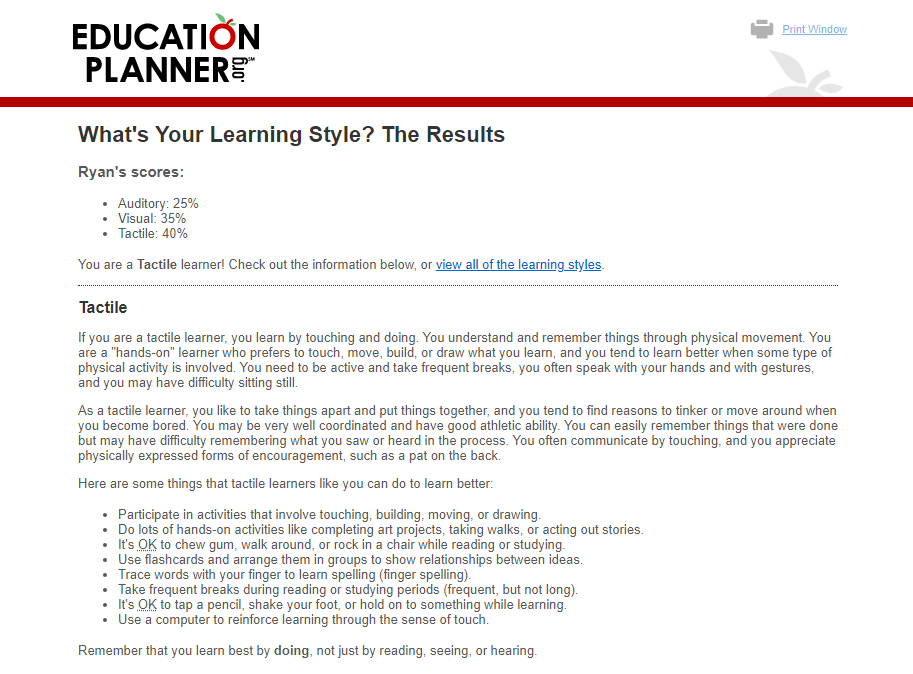 EDUCATION
PLANNER.org℠
Print Window
What's Your Learning Style? The Results
Ryan's scores:
• Auditory: 25%
• Visual: 35%
• Tactile: 40%
You are a Tactile learner! Check out the information below, or view all of the learning styles.
Tactile
If you are a tactile learner, you learn by touching and doing. You understand and remember things through physical movement. You
are a "hands-on" learner who prefers to touch, move, build, or draw what you learn, and you tend to learn better when some type of
physical activity is involved. You need to be active and take frequent breaks, you often speak with your hands and with gestures,
and you may have difficulty sitting still.
As a tactile learner, you like to take things apart and put things together, and you tend to find reasons to tinker or move around when
you become bored. You may be very well coordinated and have good athletic ability. You can easily remember things that were done
but may have difficulty remembering what you saw or heard in the process. You often communicate by touching, and you appreciate
physically expressed forms of encouragement, such as a pat on the back.
Here are some things that tactile learners like you can do to learn better:
• Participate in activities that involve touching, building, moving, or drawing.
• Do lots of hands-on activities like completing art projects, taking walks, or acting out stories.
• It's OK to chew gum, walk around, or rock in a chair while reading or studying.
• Use flashcards and arrange them in groups to show relationships between ideas.
• Trace words with your finger to learn spelling (finger spelling).
• Take frequent breaks during reading or studying periods (frequent, but not long).
• It's OK to tap a pencil, shake your foot, or hold on to something while learning.
• Use a computer to reinforce learning through the sense of touch.
Remember that you learn best by doing, not just by reading, seeing, or hearing.